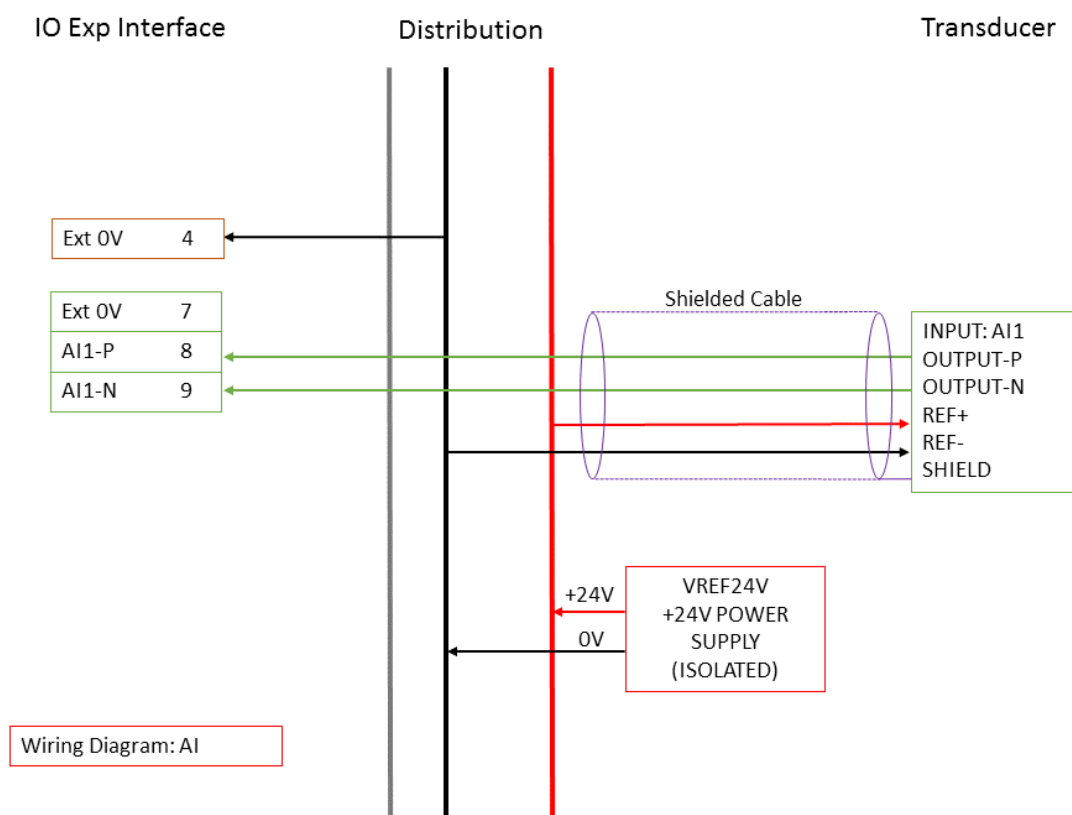 IO Exp Interface
Distribution
Transducer
Ext 0V 4
Ext 0V 7
AI1-P 8
AI1-N 9
Shielded Cable
INPUT: AI1
OUTPUT-P
OUTPUT-N
REF+
REF-
SHIELD
+24V
0V
VREF24V
+24V POWER
SUPPLY
(ISOLATED)
Wiring Diagram: AI